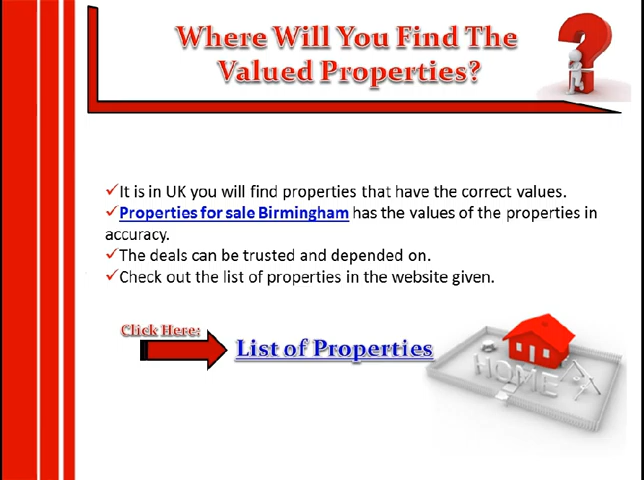 Where Will You Find The
Valued Properties?
✓It is in UK you will find properties that have the correct values.
✓Properties for sale Birmingham has the values of the properties in
accuracy.
✓The deals can be trusted and depended on.
✓Check out the list of properties in the website given.
Click Here:
List of Properties
HOME